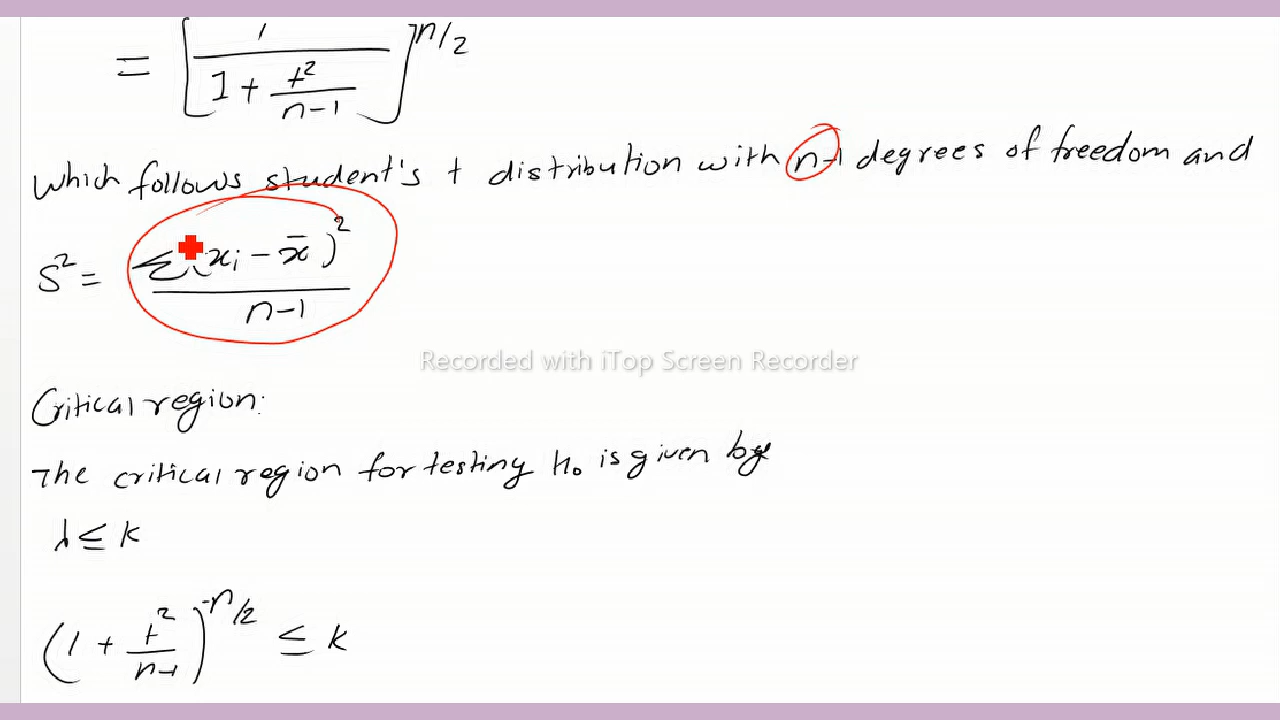 = [1 / (1 + t²/(n-1))]^n/2
which follows student's t distribution with n-1 degrees of freedom and
S² = Σ(xi - x̄)² / (n-1)
Recorded with iTop Screen Recorder
Critical region:
The critical region for testing H₀ is given by
λ ≤ k
(1 + t²/(n-1))^-n/2 ≤ k